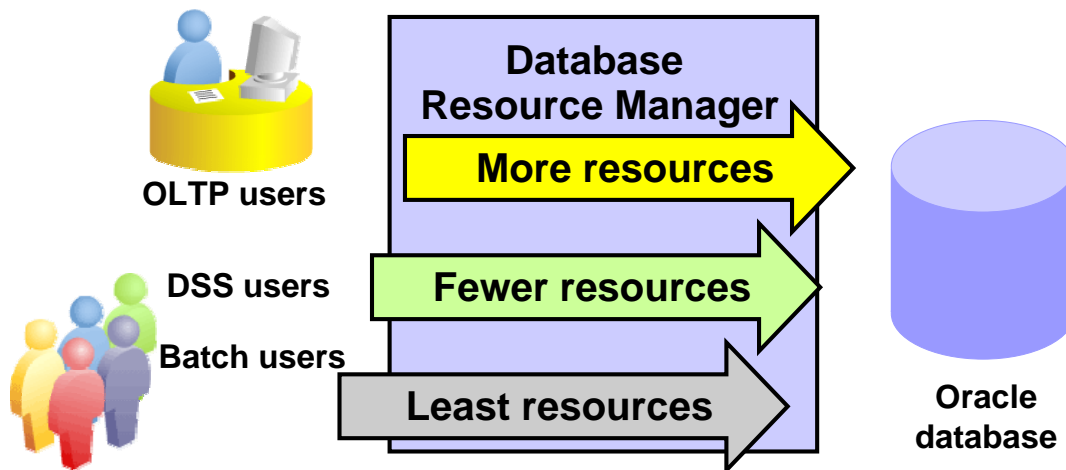 Database
Resource Manager
More resources
OLTP users
DSS users
Fewer resources
Batch users
Least resources
Oracle
database